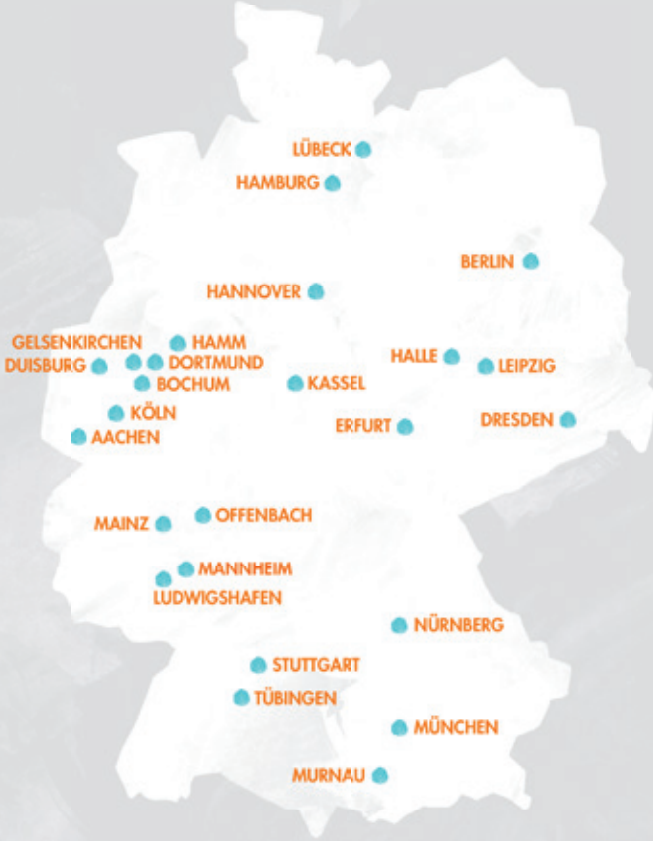 LÜBECK
HAMBURG
BERLIN
HANNOVER
GELSENKIRCHEN
HAMM
DUISBURG
DORTMUND
BOCHUM
HALLE
LEIPZIG
KASSEL
KÖLN
AACHEN
ERFURT
DRESDEN
MAINZ
OFFENBACH
MANNHEIM
LUDWIGSHAFEN
NÜRNBERG
STUTTGART
TÜBINGEN
MÜNCHEN
MURNAU